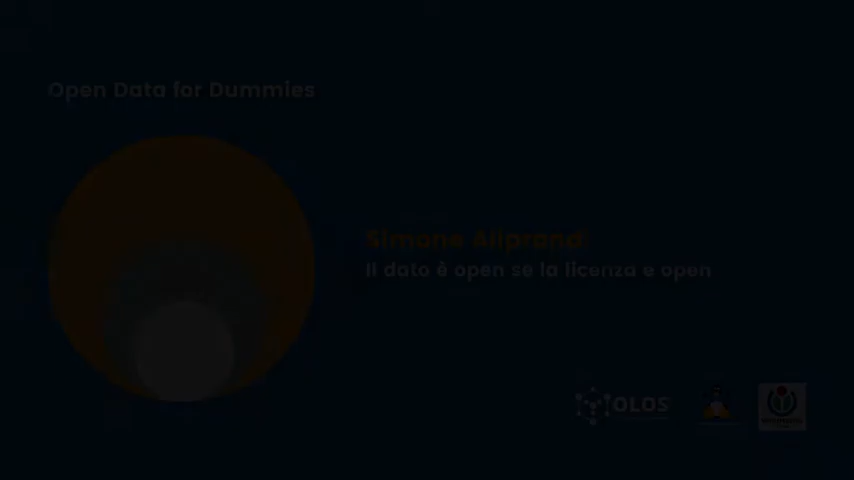 Open Data for Dummies
Simone Aliprandi
Il dato è open se la licenza è open
OLOS